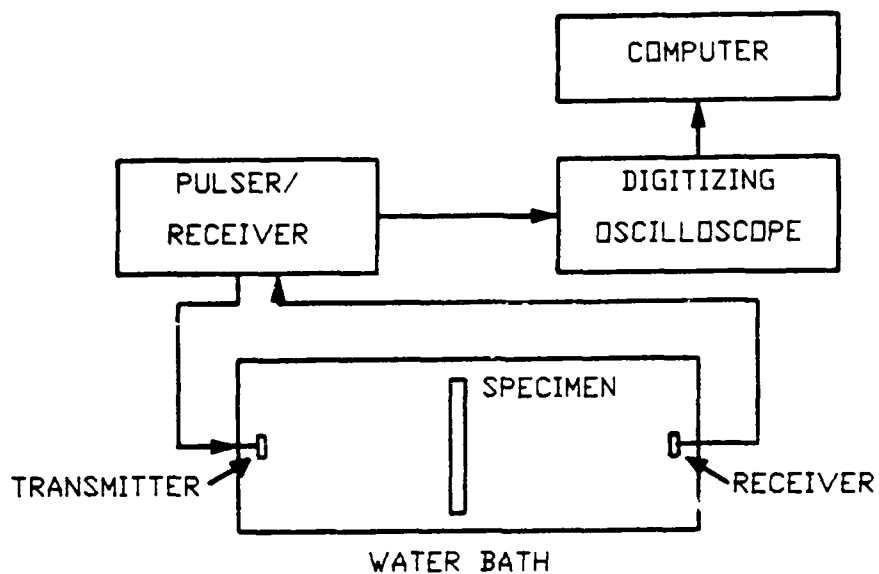 COMPUTER
PULSER/
RECEIVER
DIGITIZING
OSCILLOSCOPE
SPECIMEN
TRANSMITTER
RECEIVER
WATER BATH